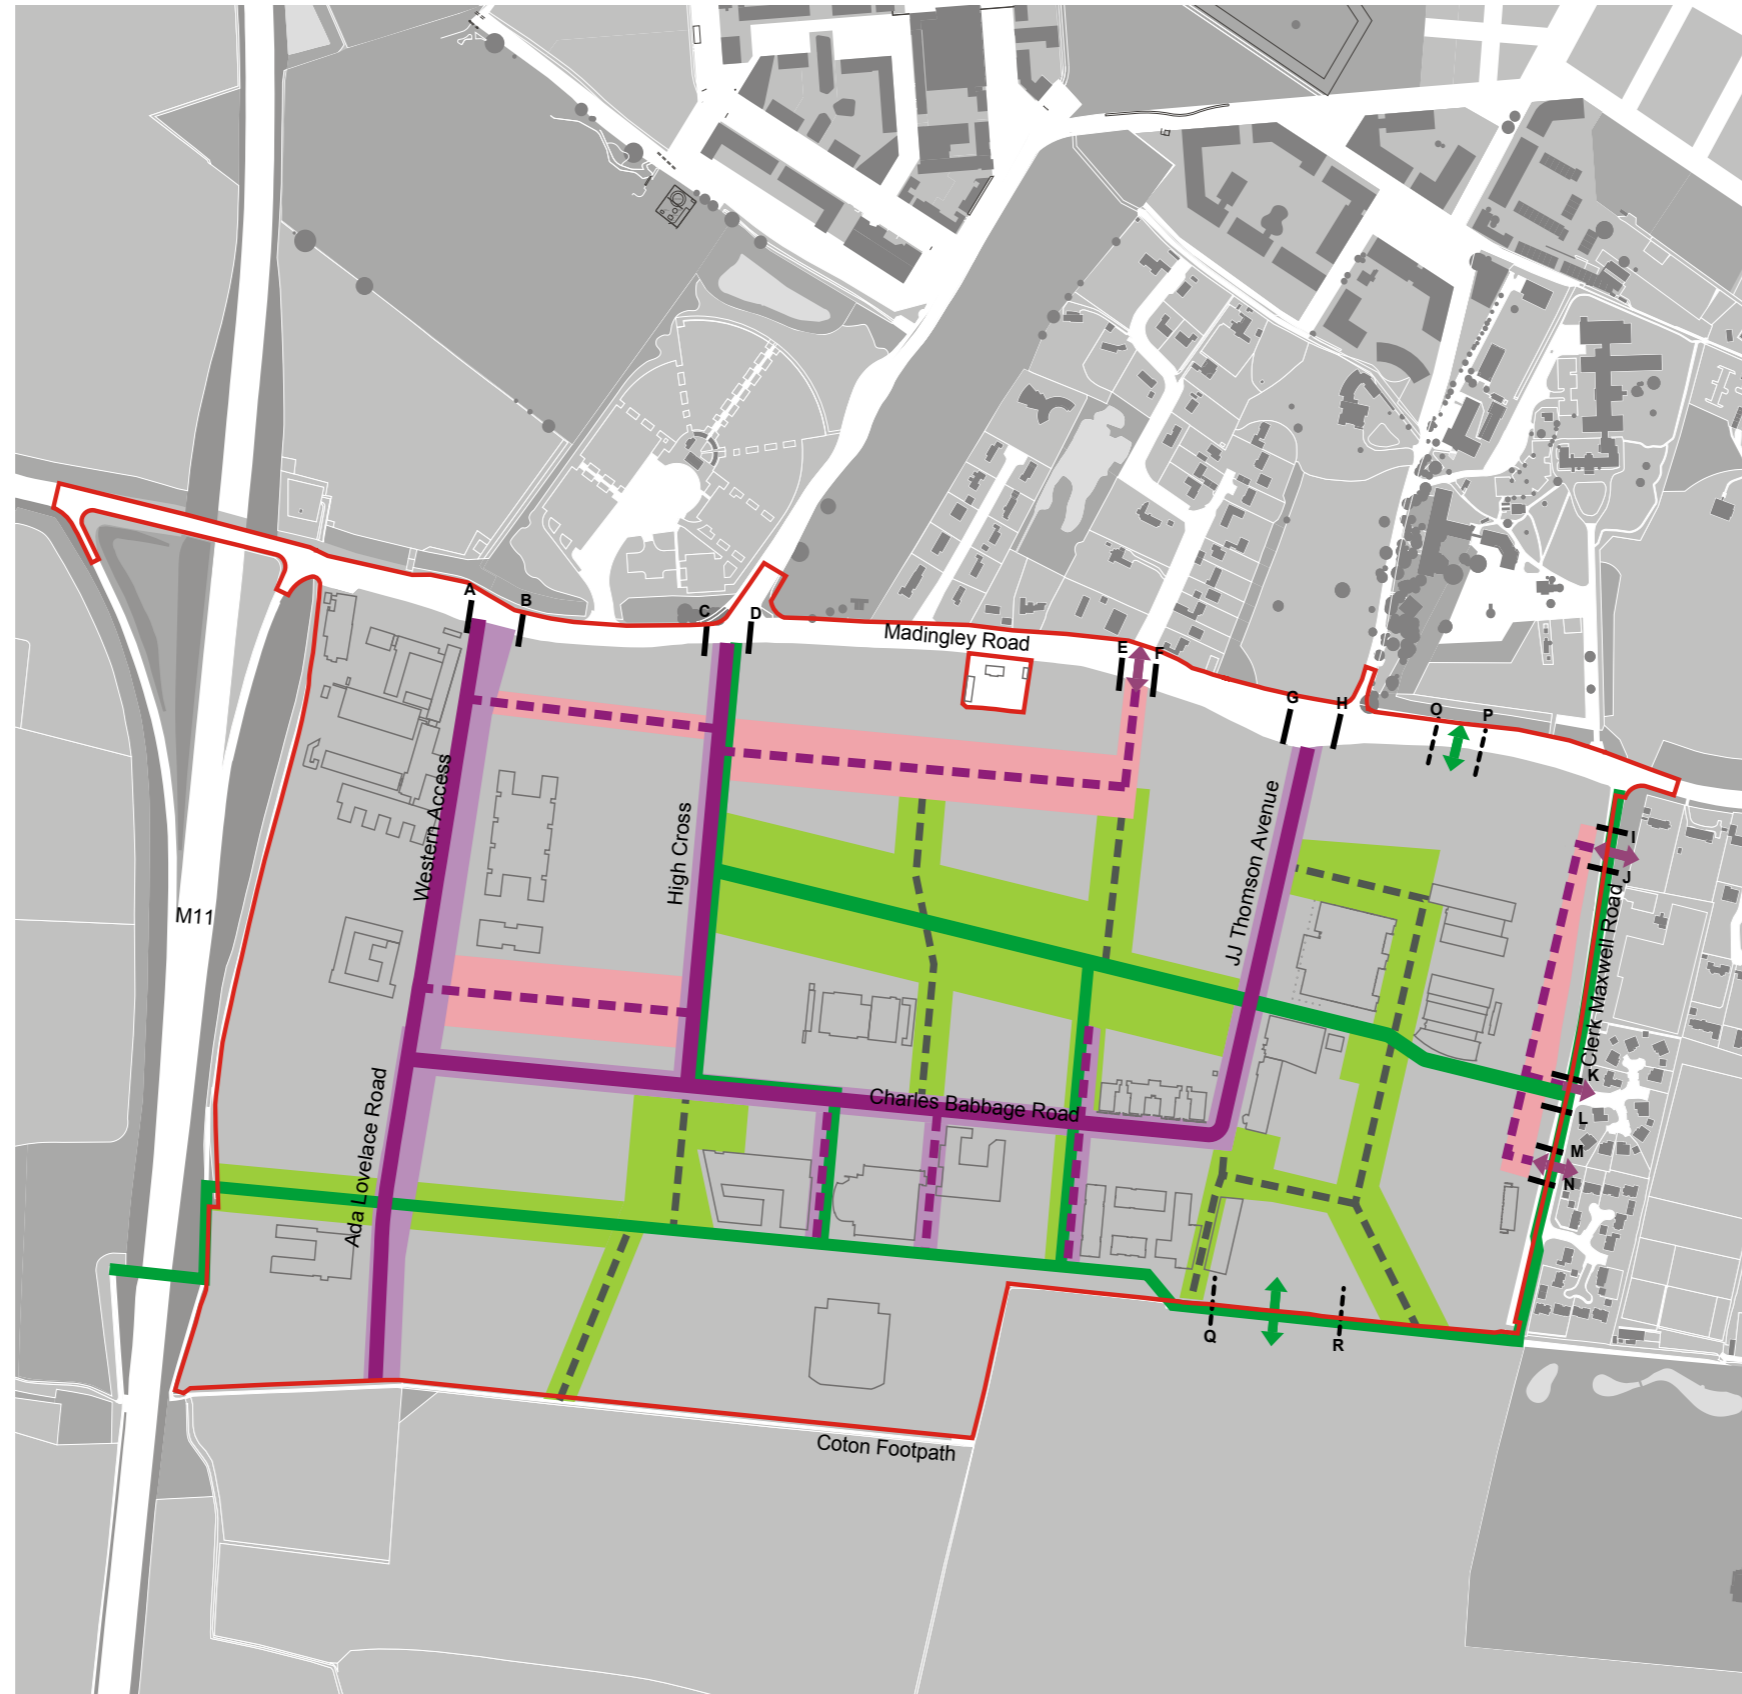 A
B
C
D
Madingley Road
E
F
G
H
O
P
Western Access
High Cross
JJ Thomson Avenue
I
J
Clerk Maxwell Road
M11
K
L
M
N
Charles Babbage Road
Ada Lovelace Road
Q
R
Coton Footpath